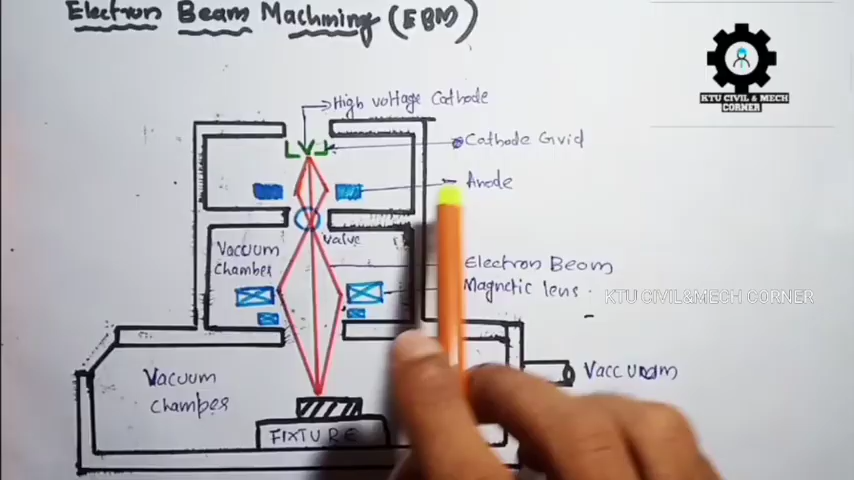 Electron Beam Machining (EBM)
KTU CIVIL & MECH
CORNER
High voltage Cathode
Cathode Grid
Anode
Valve
Vacuum
Chamber
Electron Beam
Magnetic lens
KTU CIVIL&MECH CORNER
Vaccuum
Vacuum
chamber
FIXTURE